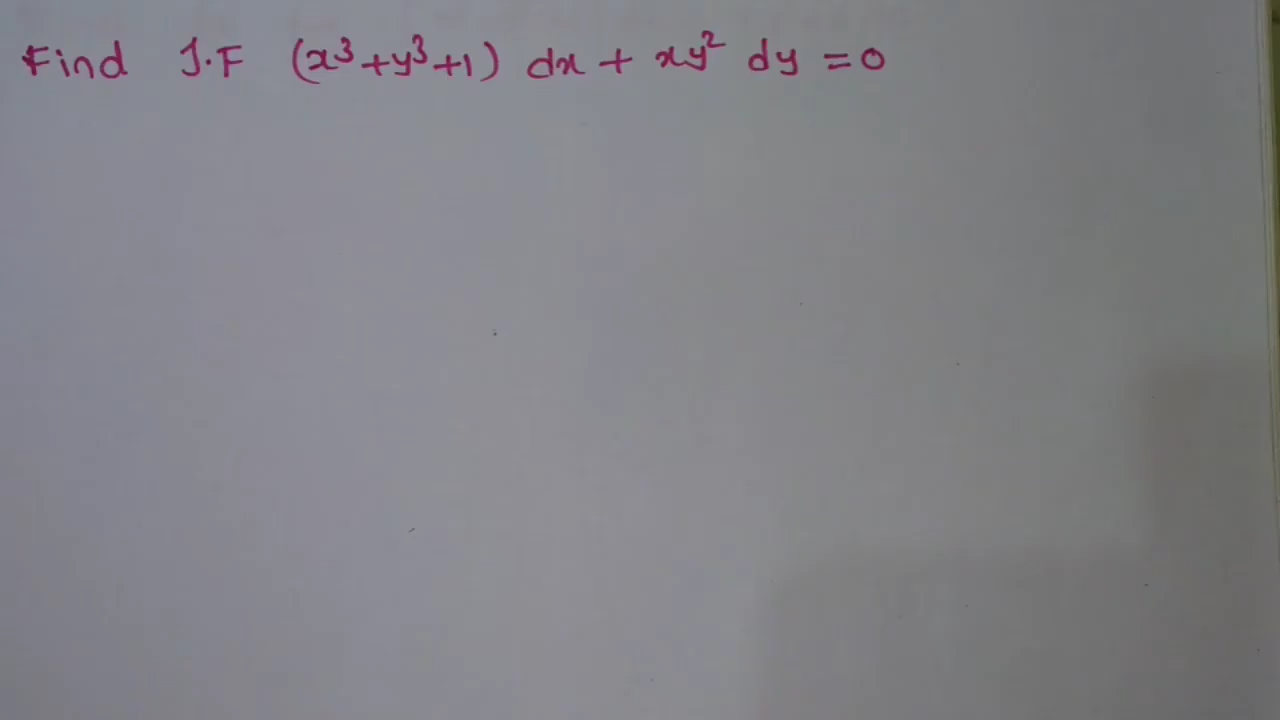 Find I.F (x³+y³+1) dx + xy² dy = 0